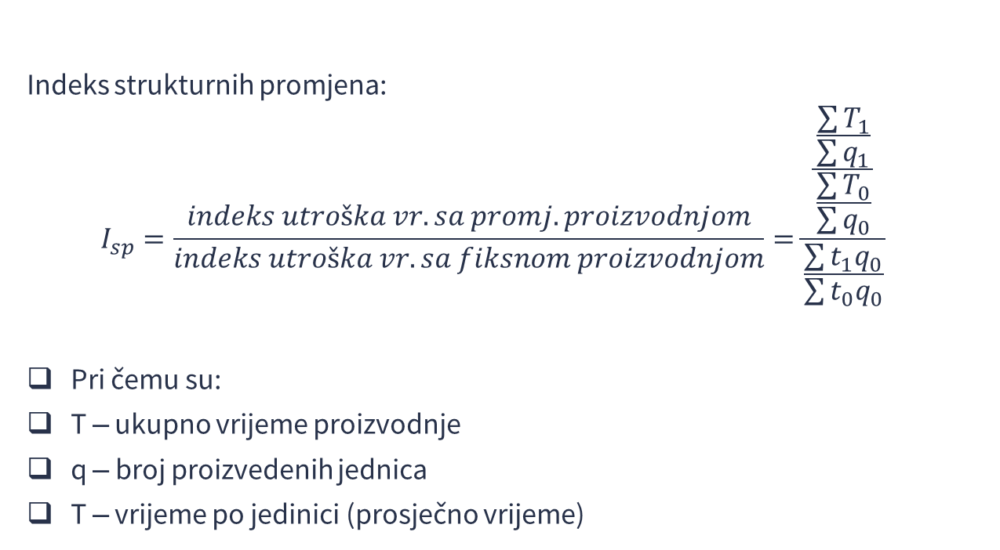 Indeks strukturnih promjena:
I_{sp} = \frac{indeks utroška vr. sa promj. proizvodnjom}{indeks utroška vr. sa fiksnom proizvodnjom} = \frac{\frac{\frac{\sum T_1}{\sum q_1}}{\frac{\sum T_0}{\sum q_0}}}{\frac{\sum t_1 q_0}{\sum t_0 q_0}}
❑ Pri čemu su:
❑ T – ukupno vrijeme proizvodnje
❑ q – broj proizvedenih jednica
❑ T – vrijeme po jedinici (prosječno vrijeme)